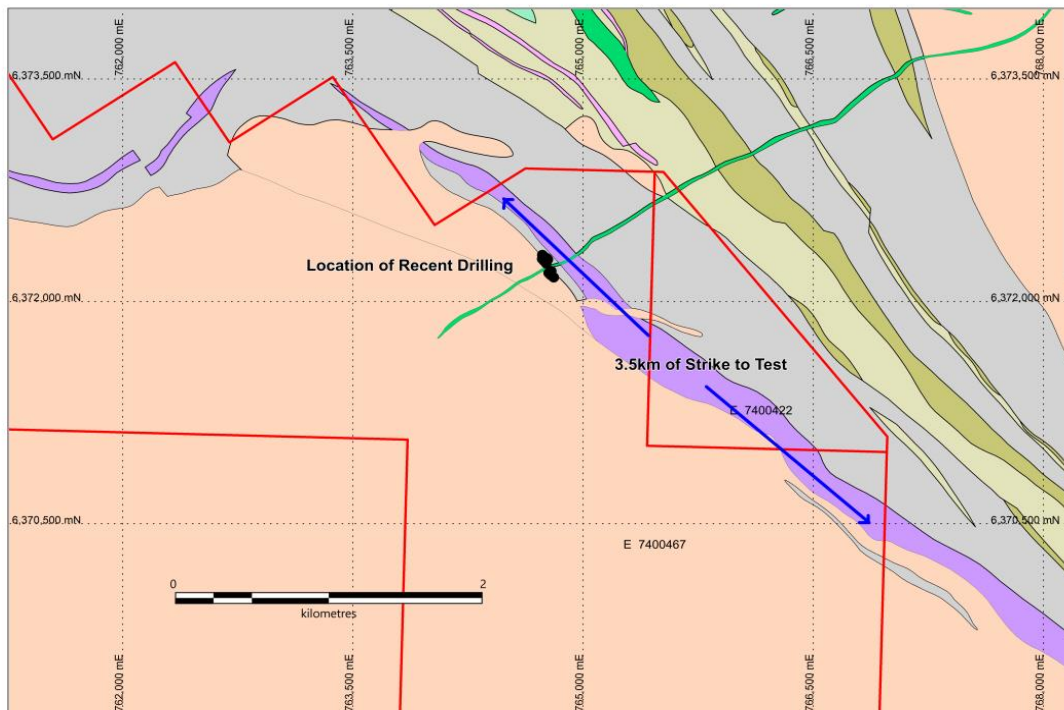 762,000 mE
763,500 mE
765,000 mE
766,500 mE
768,000 mE
6,373,500 mN
6,373,500 mN
Location of Recent Drilling
6,372,000 mN
6,372,000 mN
3.5km of Strike to Test
E 7400422
6,370,500 mN
6,370,500 mN
E 7400467
0
2
kilometres
762,000 mE
763,500 mE
765,000 mE
766,500 mE
768,000 mE